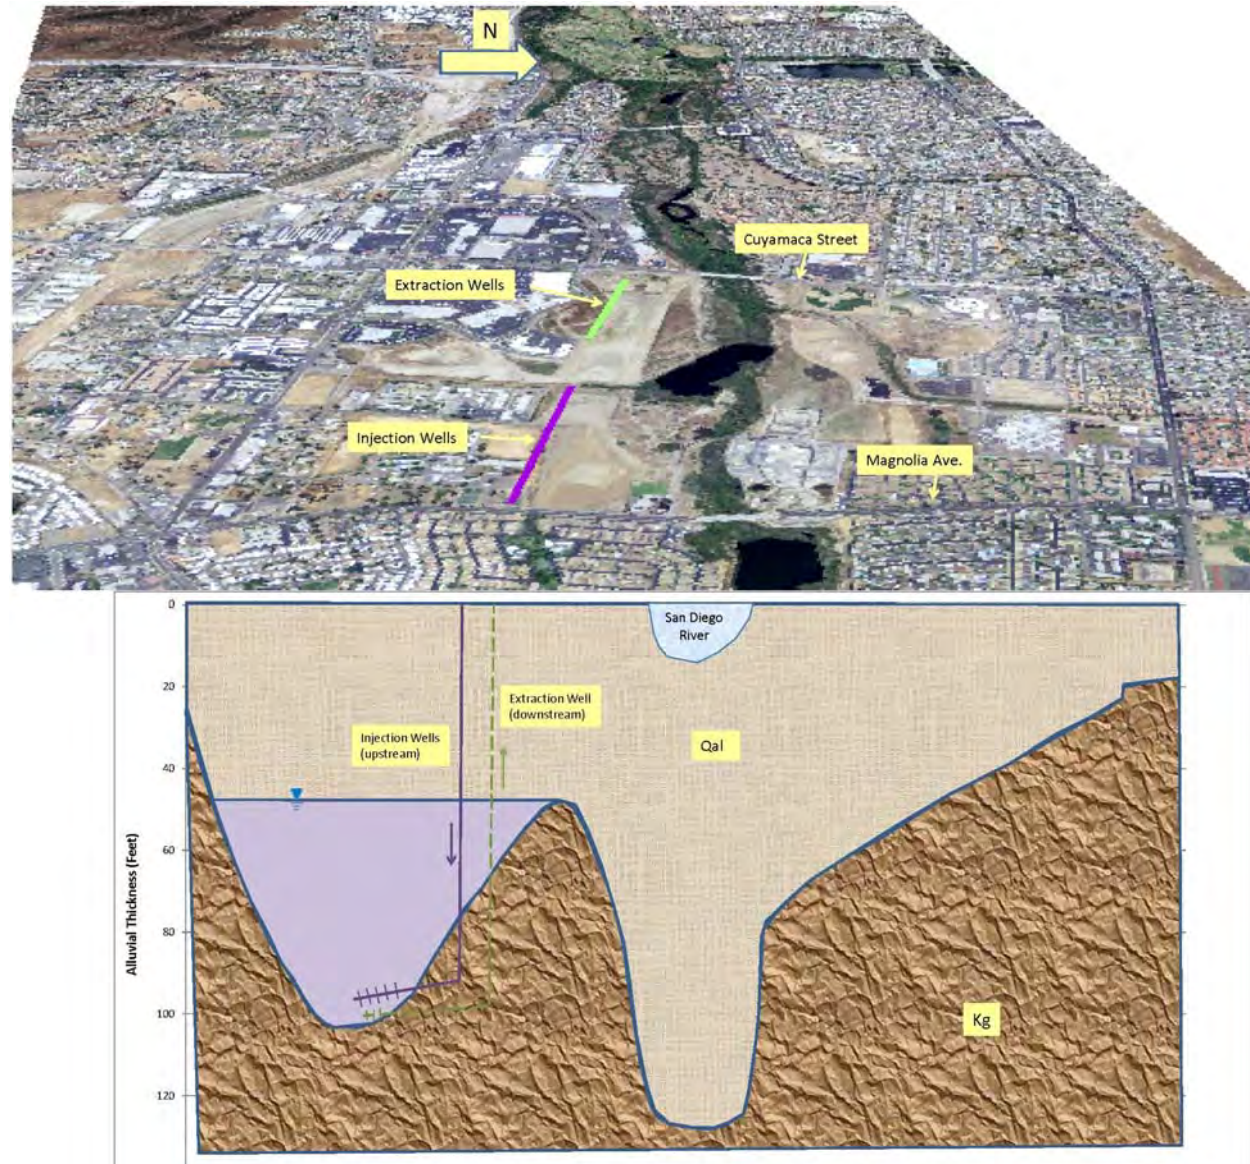 N
Cuyamaca Street
Extraction Wells
Injection Wells
Magnolia Ave.
0
20
40
60
80
100
120
Alluvial Thickness (Feet)
San Diego
River
Extraction Well
(downstream)
Injection Wells
(upstream)
Qal
Kg